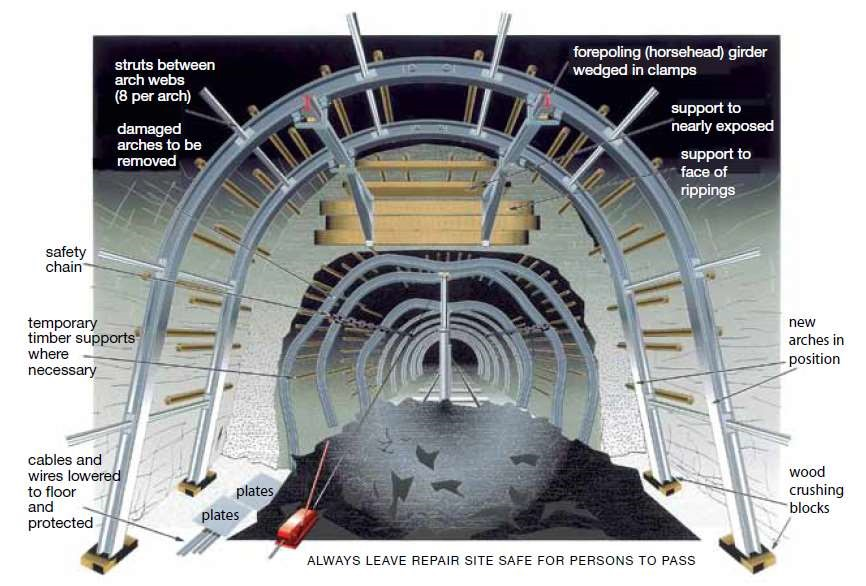 struts between
arch webs
(8 per arch)
damaged
arches to be
removed
forepoling (horsehead) girder
wedged in clamps
support to
nearly exposed
support to
face of
rippings
safety
chain
temporary
timber supports
where
necessary
new
arches in
position
cables and
wires lowered
to floor
and
protected
plates
plates
wood
crushing
blocks
ALWAYS LEAVE REPAIR SITE SAFE FOR PERSONS TO PASS